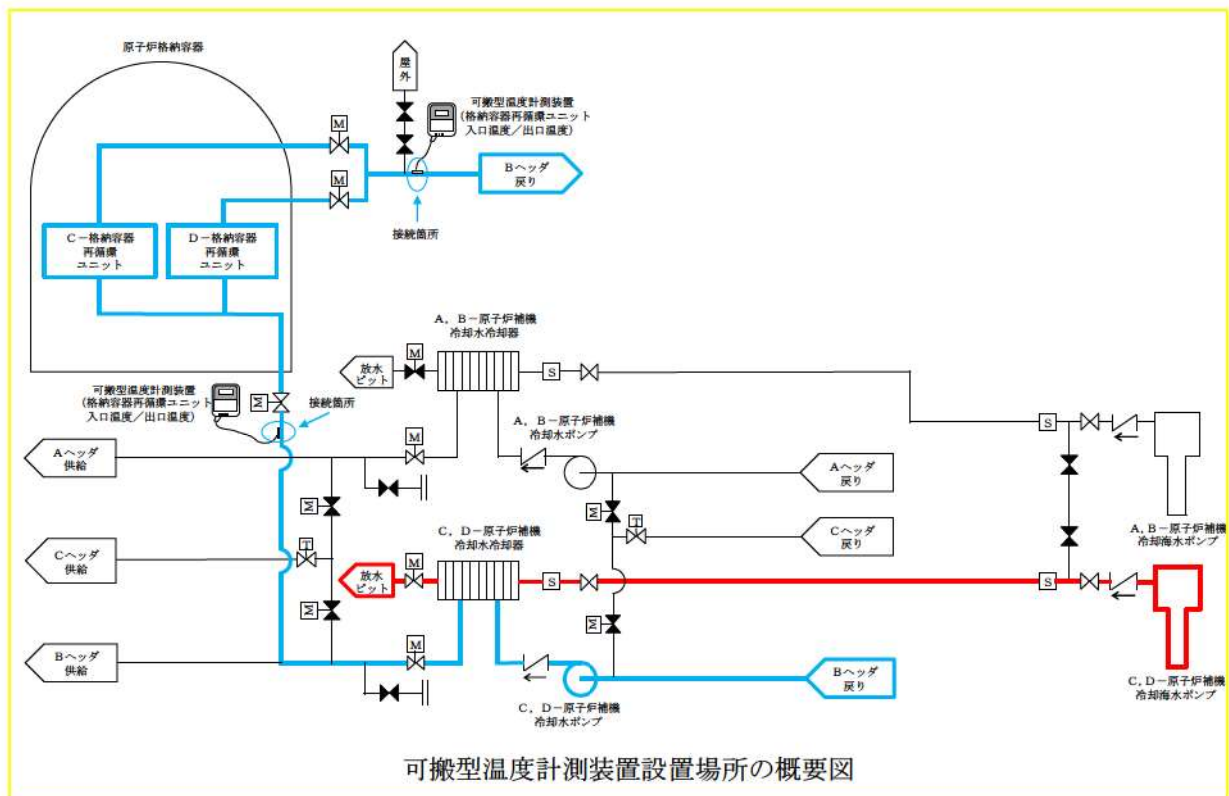 原子炉格納容器
屋外
可搬型温度計測装置
(格納容器再循環ユニット
入口温度/出口温度)
M
M
Bヘッダ
戻り
接続箇所
C-格納容器
再循環
ユニット
D-格納容器
再循環
ユニット
A,B-原子炉補機
冷却水冷却器
放水
ピット
M
S
可搬型温度計測装置
(格納容器再循環ユニット
入口温度/出口温度)
M
接続箇所
A,B-原子炉補機
冷却水ポンプ
S
Aヘッダ
供給
M
Aヘッダ
戻り
M
M
T
Cヘッダ
戻り
A,B-原子炉補機
冷却海水ポンプ
C,D-原子炉補機
冷却水冷却器
Cヘッダ
供給
T
放水
ピット
M
S
S
M
M
Bヘッダ
供給
M
Bヘッダ
戻り
C,D-原子炉補機
冷却海水ポンプ
C,D-原子炉補機
冷却水ポンプ
可搬型温度計測装置設置場所の概要図